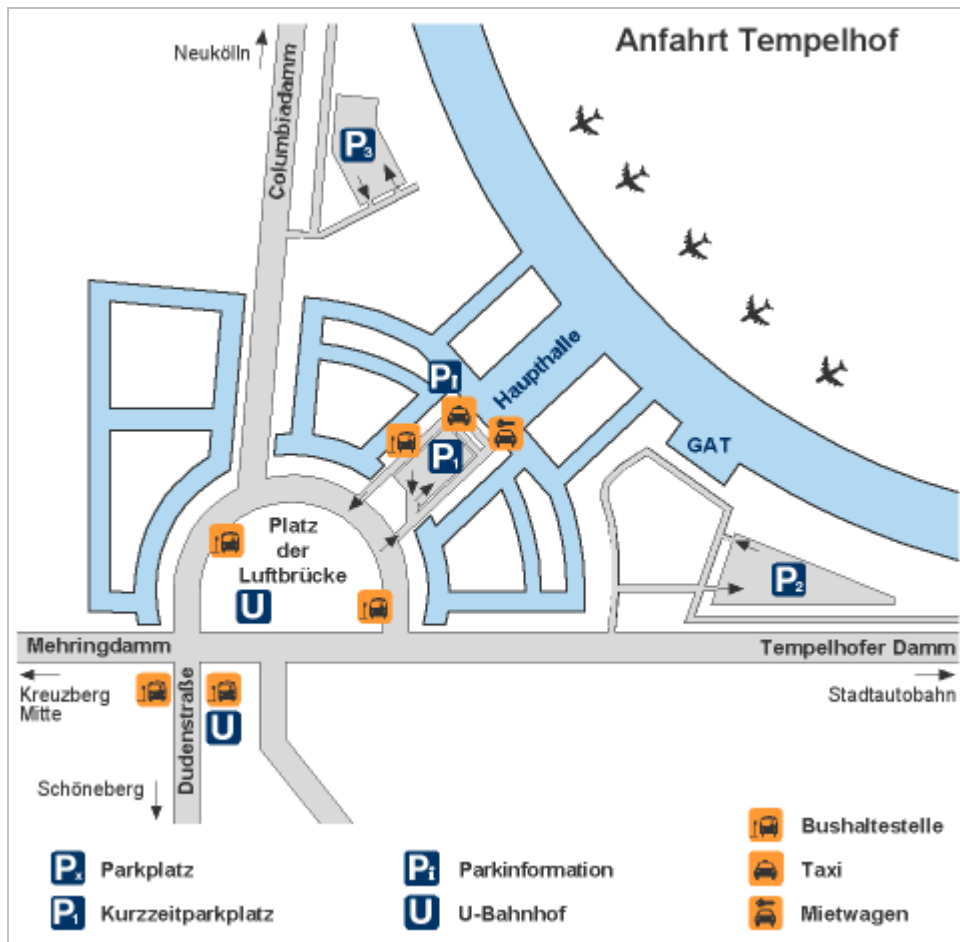 Anfahrt Tempelhof
Neukölln
Columbiadamm
P3
Haupthalle
Pi
GAT
P1
Platz
der
Luftbrücke
U
P2
Mehringdamm
Tempelhofer Damm
Kreuzberg
Mitte
Stadtautobahn
U
Dudenstraße
Schöneberg
Px Parkplatz
P1 Kurzzeitparkplatz
Pi Parkinformation
U U-Bahnhof
Bushaltestelle
Taxi
Mietwagen